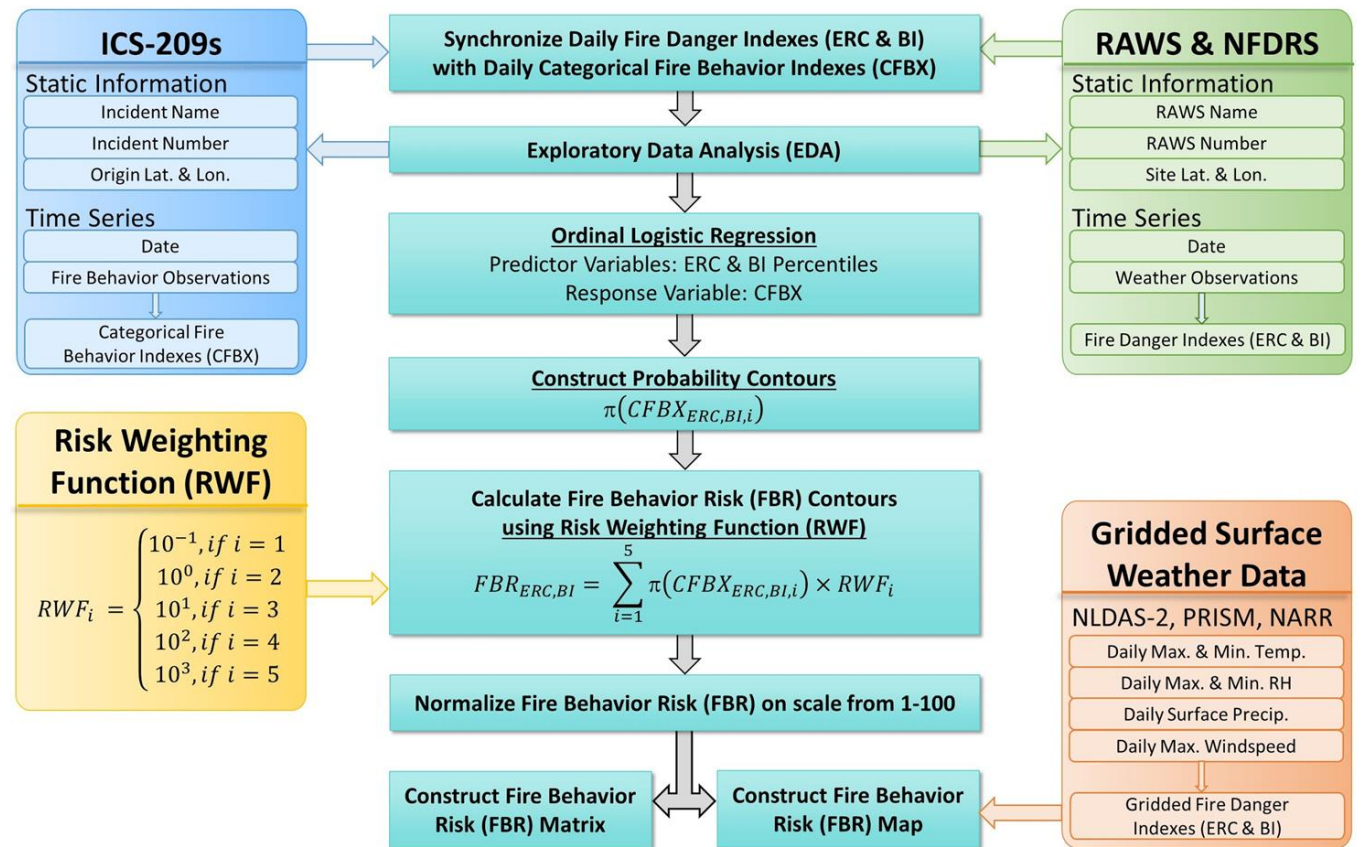 ICS-209s
Static Information
Incident Name
Incident Number
Origin Lat. & Lon.
Time Series
Date
Fire Behavior Observations
Categorical Fire
Behavior Indexes (CFBX)
Synchronize Daily Fire Danger Indexes (ERC & BI)
with Daily Categorical Fire Behavior Indexes (CFBX)
Exploratory Data Analysis (EDA)
Ordinal Logistic Regression
Predictor Variables: ERC & BI Percentiles
Response Variable: CFBX
Construct Probability Contours
π(CFBX_{ERC,BI,i})
RAWS & NFDRS
Static Information
RAWS Name
RAWS Number
Site Lat. & Lon.
Time Series
Date
Weather Observations
Fire Danger Indexes (ERC & BI)
Risk Weighting
Function (RWF)
RWF_i = {
10^{-1}, if i = 1
10^0, if i = 2
10^1, if i = 3
10^2, if i = 4
10^3, if i = 5
Calculate Fire Behavior Risk (FBR) Contours
using Risk Weighting Function (RWF)
FBR_{ERC,BI} = ∑_{i=1}^{5} π(CFBX_{ERC,BI,i}) × RWF_i
Normalize Fire Behavior Risk (FBR) on scale from 1-100
Construct Fire Behavior
Risk (FBR) Matrix
Construct Fire Behavior
Risk (FBR) Map
Gridded Surface
Weather Data
NLDAS-2, PRISM, NARR
Daily Max. & Min. Temp.
Daily Max. & Min. RH
Daily Surface Precip.
Daily Max. Windspeed
Gridded Fire Danger
Indexes (ERC & BI)